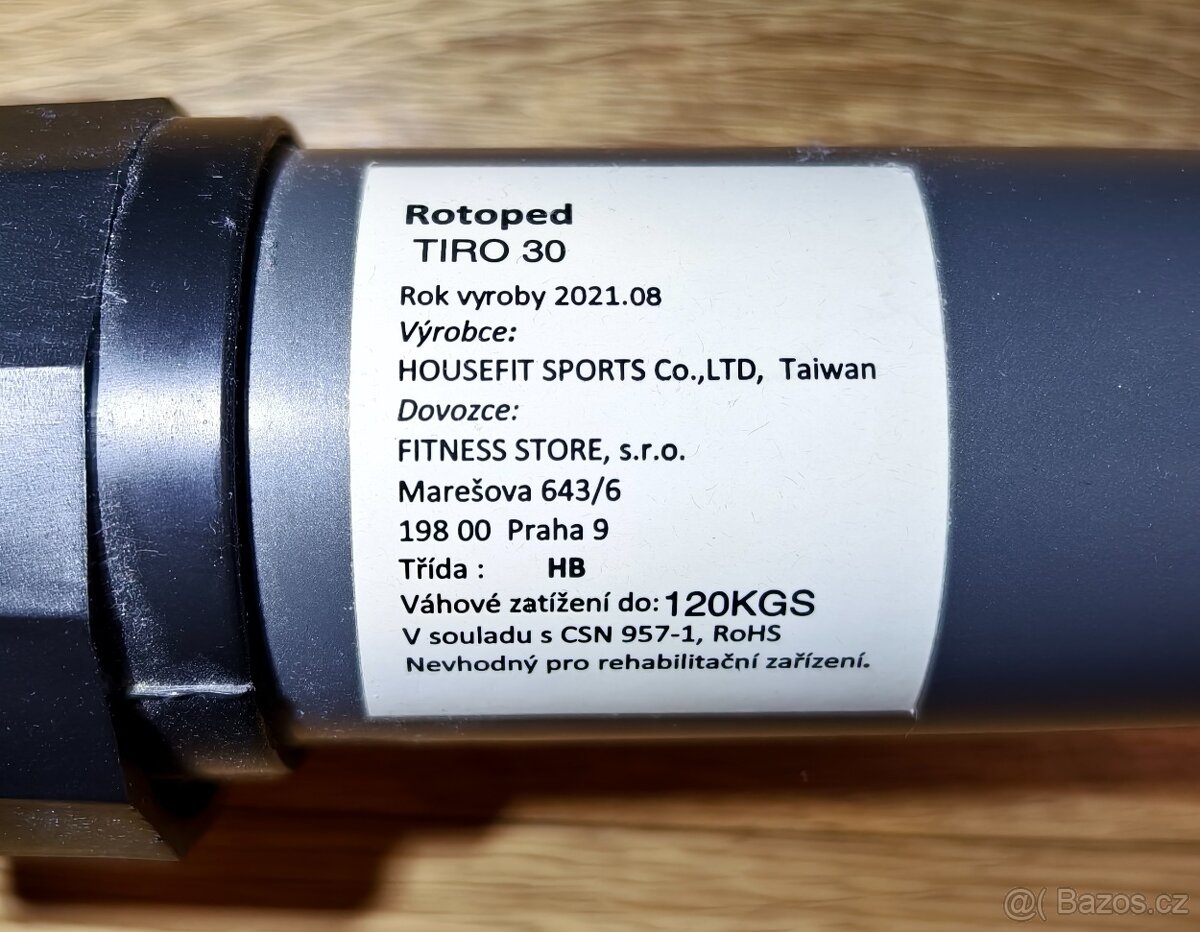 Rotoped
TIRO 30
Rok vyroby 2021.08
Výrobce:
HOUSEFIT SPORTS Co.,LTD, Taiwan
Dovozce:
FITNESS STORE, s.r.o.
Marešova 643/6
198 00 Praha 9
Třída : HB
Váhové zatížení do: 120KGS
V souladu s CSN 957-1, RoHS
Nevhodný pro rehabilitační zařízení.
@( Bazos.cz